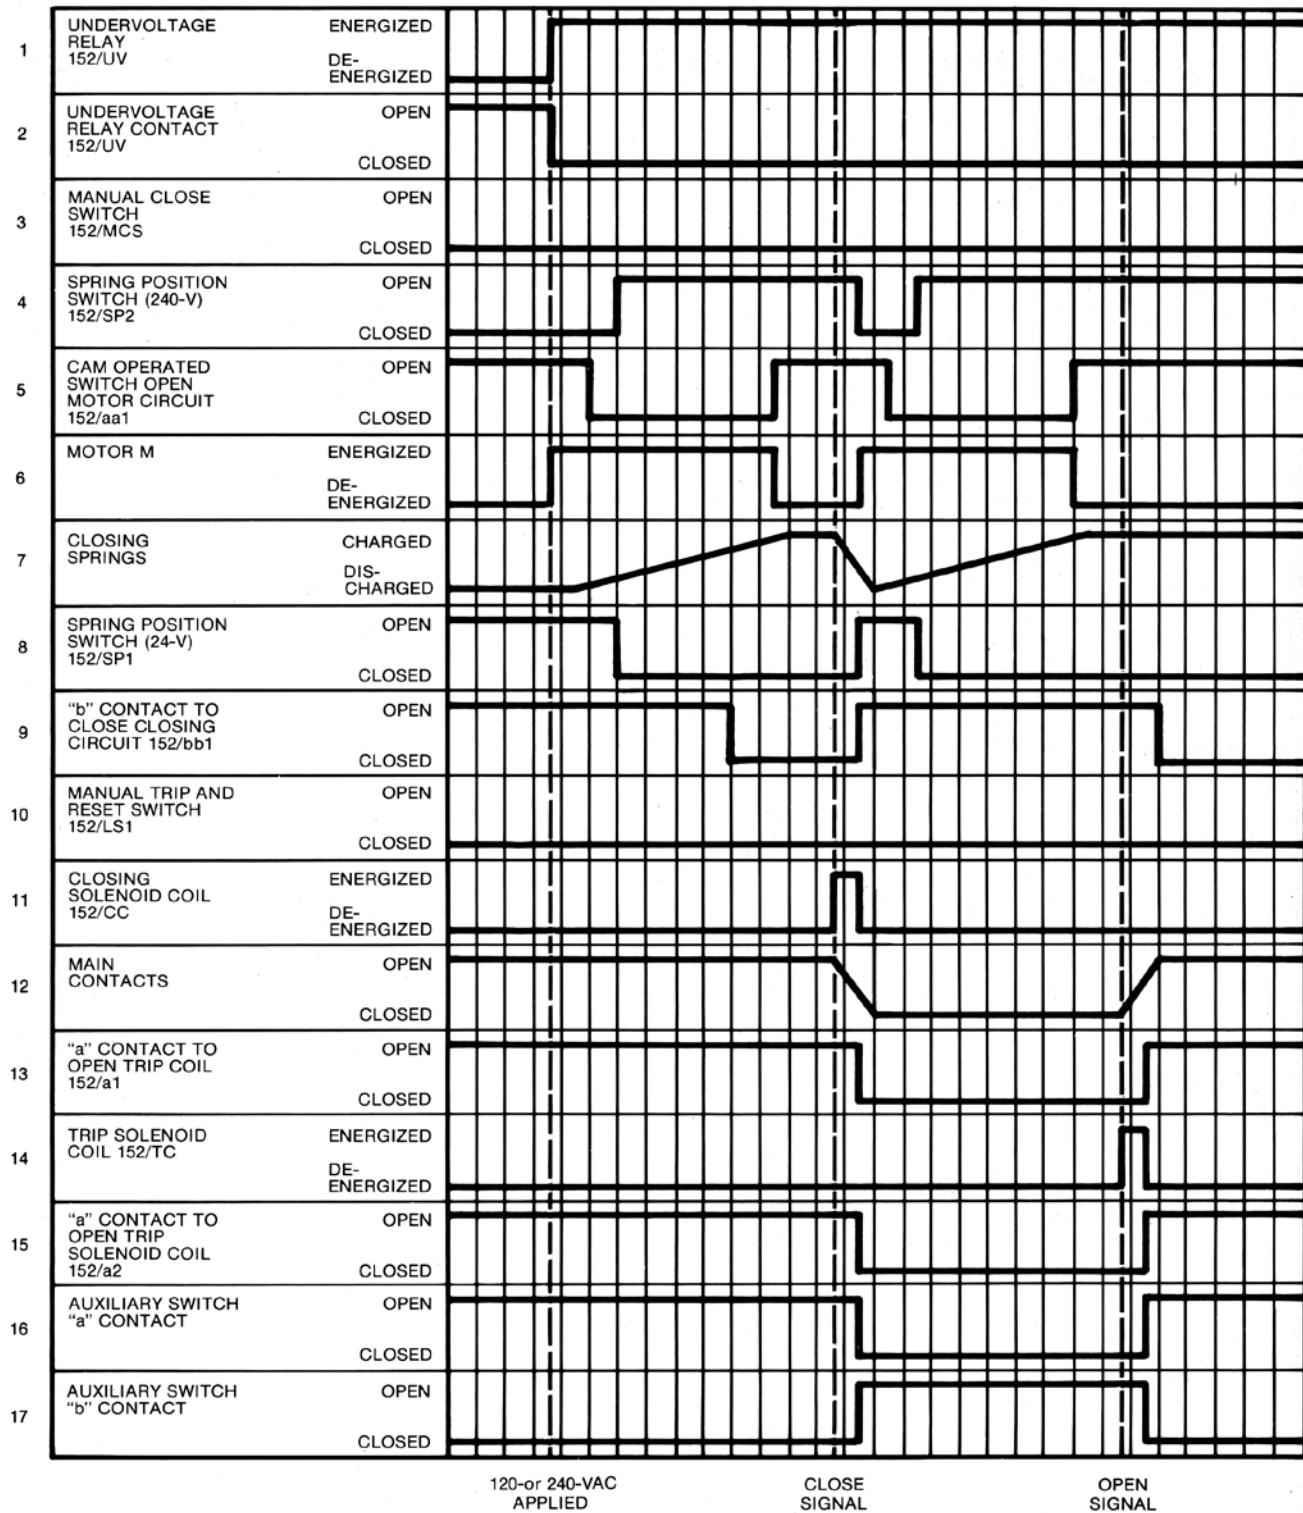 1
UNDERVOLTAGE
RELAY
152/UV
ENERGIZED
DE-
ENERGIZED
2
UNDERVOLTAGE
RELAY CONTACT
152/UV
OPEN
CLOSED
3
MANUAL CLOSE
SWITCH
152/MCS
OPEN
CLOSED
4
SPRING POSITION
SWITCH (240-V)
152/SP2
OPEN
CLOSED
5
CAM OPERATED
SWITCH OPEN
MOTOR CIRCUIT
152/aa1
OPEN
CLOSED
6
MOTOR M
ENERGIZED
DE-
ENERGIZED
7
CLOSING
SPRINGS
CHARGED
DIS-
CHARGED
8
SPRING POSITION
SWITCH (24-V)
152/SP1
OPEN
CLOSED
9
"b" CONTACT TO
CLOSE CLOSING
CIRCUIT 152/bb1
OPEN
CLOSED
10
MANUAL TRIP AND
RESET SWITCH
152/LS1
OPEN
CLOSED
11
CLOSING
SOLENOID COIL
152/CC
ENERGIZED
DE-
ENERGIZED
12
MAIN
CONTACTS
OPEN
CLOSED
13
"a" CONTACT TO
OPEN TRIP COIL
152/a1
OPEN
CLOSED
14
TRIP SOLENOID
COIL 152/TC
ENERGIZED
DE-
ENERGIZED
15
"a" CONTACT TO
OPEN TRIP
SOLENOID COIL
152/a2
OPEN
CLOSED
16
AUXILIARY SWITCH
"a" CONTACT
OPEN
CLOSED
17
AUXILIARY SWITCH
"b" CONTACT
OPEN
CLOSED
120-or 240-VAC
APPLIED
CLOSE
SIGNAL
OPEN
SIGNAL